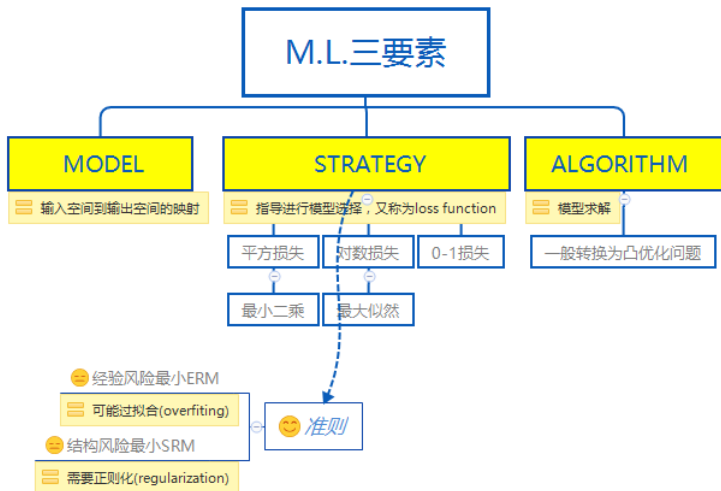 M.L.三要素
MODEL
STRATEGY
ALGORITHM
输入空间到输出空间的映射
指导进行模型选择，又称为loss function
模型求解
平方损失
对数损失
0-1损失
一般转换为凸优化问题
最小二乘
最大似然
经验风险最小ERM
可能过拟合(overfiting)
准则
结构风险最小SRM
需要正则化(regularization)